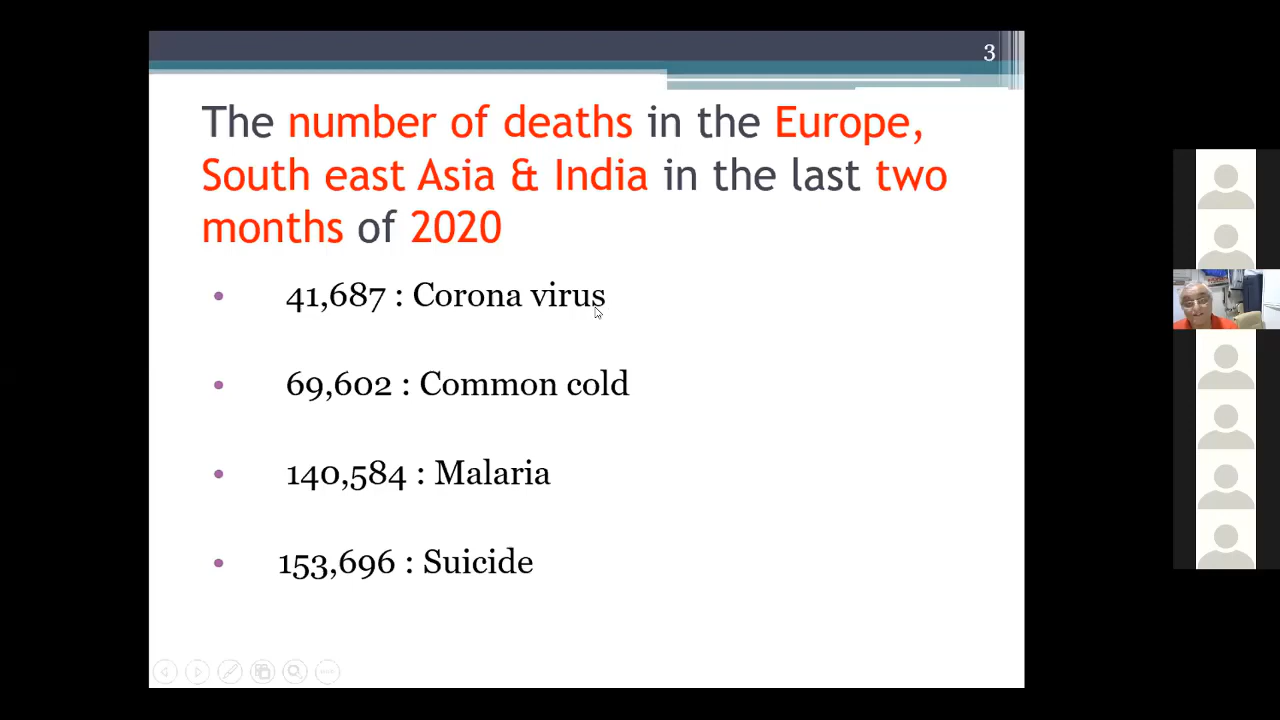 3
The number of deaths in the Europe,
South east Asia & India in the last two
months of 2020
• 41,687 : Corona virus
• 69,602 : Common cold
• 140,584 : Malaria
• 153,696 : Suicide